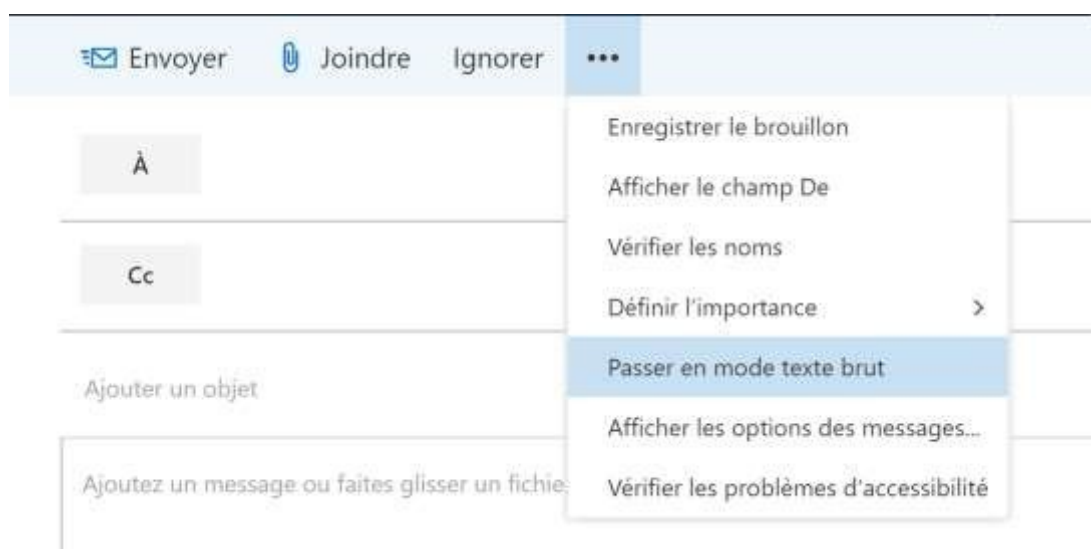 Envoyer Joindre Ignorer •••
Enregistrer le brouillon
À
Afficher le champ De
Vérifier les noms
Cc
Définir l'importance >
Passer en mode texte brut
Ajouter un objet
Afficher les options des messages...
Ajoutez un message ou faites glisser un fichie
Vérifier les problèmes d'accessibilité